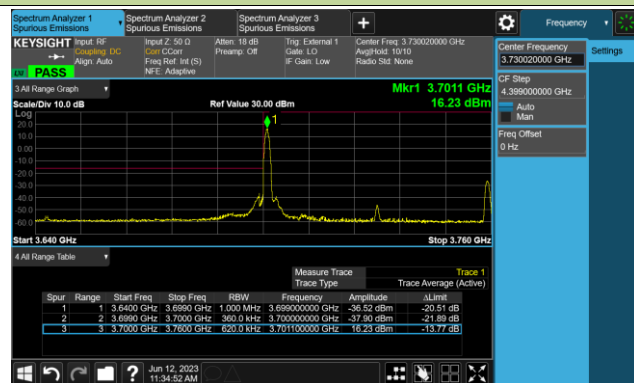 Spectrum Analyzer 1
Spurious Emissions
Spectrum Analyzer 2
Spurious Emissions
Spectrum Analyzer 3
Spurious Emissions
Frequency
KEYSIGHT
Input: RF
Coupling: DC
Align: Auto
Input Z: 50 Ω
Corr CCorr
Freq Ref: Int (S)
NFE: Adaptive
Atten: 18 dB
Preamp: Off
Trig: External 1
Gate: LO
IF Gain: Low
Center Freq: 3.730020000 GHz
Avg|Hold: 10/10
Radio Std: None
PASS
Center Frequency
3.730020000 GHz
Settings
CF Step
4.399000000 GHz
Auto
Man
Freq Offset
0 Hz
3 All Range Graph
Mkr1 3.7011 GHz
Scale/Div 10.0 dB
Ref Value 30.00 dBm
16.23 dBm
Log
1
20.0
10.0
0.00
-10.0
-20.0
-30.0
-40.0
-50.0
-60.0
Start 3.640 GHz
Stop 3.760 GHz
4 All Range Table
Measure Trace Trace 1
Trace Type Trace Average (Active)
Spur Range Start Freq Stop Freq RBW Frequency Amplitude ΔLimit
1 1 3.6400 GHz 3.6990 GHz 1.000 MHz 3.699000000 GHz -36.52 dBm -20.51 dB
2 2 3.6990 GHz 3.7000 GHz 360.0 kHz 3.700000000 GHz -37.90 dBm -21.89 dB
3 3 3.7000 GHz 3.7600 GHz 620.0 kHz 3.701100000 GHz 16.23 dBm -13.77 dB
?
Jun 12, 2023
11:34:52 AM